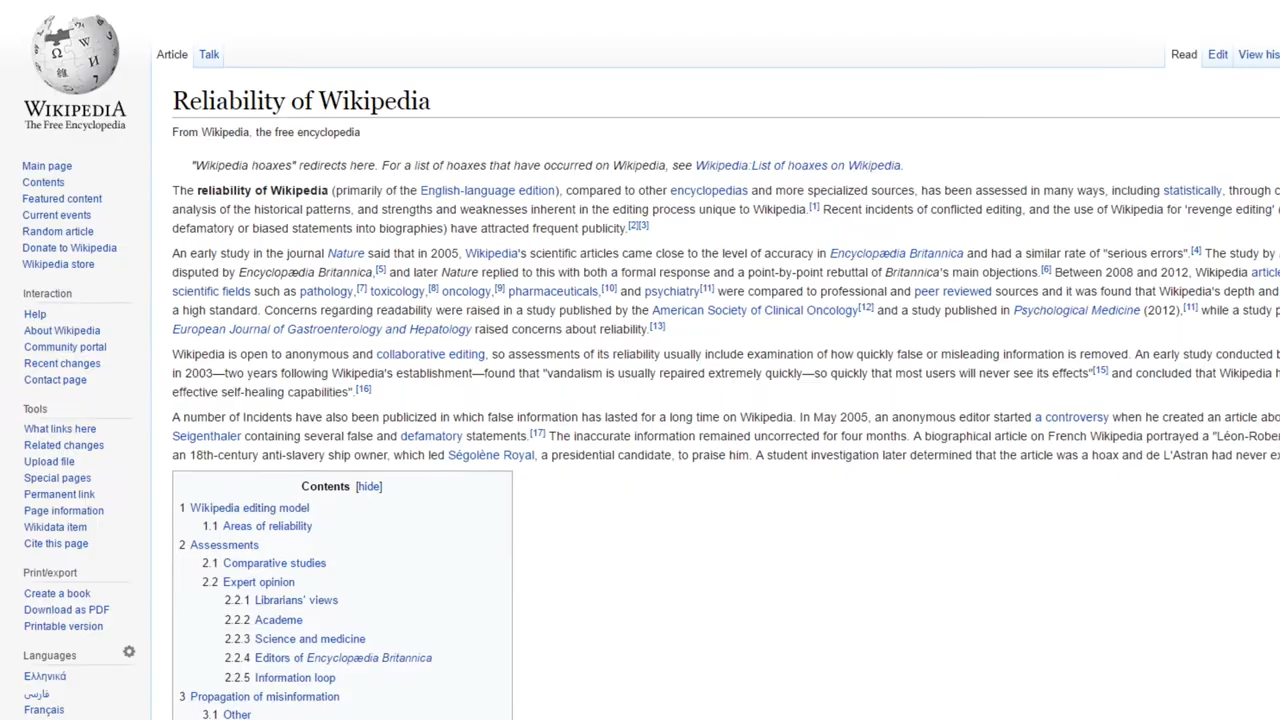 WIKIPEDIA
The Free Encyclopedia
Article Talk
Read Edit View his
Reliability of Wikipedia
From Wikipedia, the free encyclopedia
"Wikipedia hoaxes" redirects here. For a list of hoaxes that have occurred on Wikipedia, see Wikipedia:List of hoaxes on Wikipedia.
The reliability of Wikipedia (primarily of the English-language edition), compared to other encyclopedias and more specialized sources, has been assessed in many ways, including statistically, through c
analysis of the historical patterns, and strengths and weaknesses inherent in the editing process unique to Wikipedia.[1] Recent incidents of conflicted editing, and the use of Wikipedia for 'revenge editing' (
defamatory or biased statements into biographies) have attracted frequent publicity.[2][3]
An early study in the journal Nature said that in 2005, Wikipedia's scientific articles came close to the level of accuracy in Encyclopædia Britannica and had a similar rate of "serious errors".[4] The study by
disputed by Encyclopædia Britannica,[5] and later Nature replied to this with both a formal response and a point-by-point rebuttal of Britannica's main objections.[6] Between 2008 and 2012, Wikipedia article
scientific fields such as pathology,[7] toxicology,[8] oncology,[9] pharmaceuticals,[10] and psychiatry[11] were compared to professional and peer reviewed sources and it was found that Wikipedia's depth and
a high standard. Concerns regarding readability were raised in a study published by the American Society of Clinical Oncology[12] and a study published in Psychological Medicine (2012),[11] while a study p
European Journal of Gastroenterology and Hepatology raised concerns about reliability.[13]
Wikipedia is open to anonymous and collaborative editing, so assessments of its reliability usually include examination of how quickly false or misleading information is removed. An early study conducted b
in 2003—two years following Wikipedia's establishment—found that "vandalism is usually repaired extremely quickly—so quickly that most users will never see its effects"[15] and concluded that Wikipedia h
effective self-healing capabilities".[16]
A number of Incidents have also been publicized in which false information has lasted for a long time on Wikipedia. In May 2005, an anonymous editor started a controversy when he created an article abo
Seigenthaler containing several false and defamatory statements.[17] The inaccurate information remained uncorrected for four months. A biographical article on French Wikipedia portrayed a "Léon-Rober
an 18th-century anti-slavery ship owner, which led Ségolène Royal, a presidential candidate, to praise him. A student investigation later determined that the article was a hoax and de L'Astran had never ex
Contents [hide]
1 Wikipedia editing model
1.1 Areas of reliability
2 Assessments
2.1 Comparative studies
2.2 Expert opinion
2.2.1 Librarians' views
2.2.2 Academe
2.2.3 Science and medicine
2.2.4 Editors of Encyclopædia Britannica
2.2.5 Information loop
3 Propagation of misinformation
3.1 Other
Main page
Contents
Featured content
Current events
Random article
Donate to Wikipedia
Wikipedia store
Interaction
Help
About Wikipedia
Community portal
Recent changes
Contact page
Tools
What links here
Related changes
Upload file
Special pages
Permanent link
Page information
Wikidata item
Cite this page
Print/export
Create a book
Download as PDF
Printable version
Languages
Ελληνικά
فارسی
Français